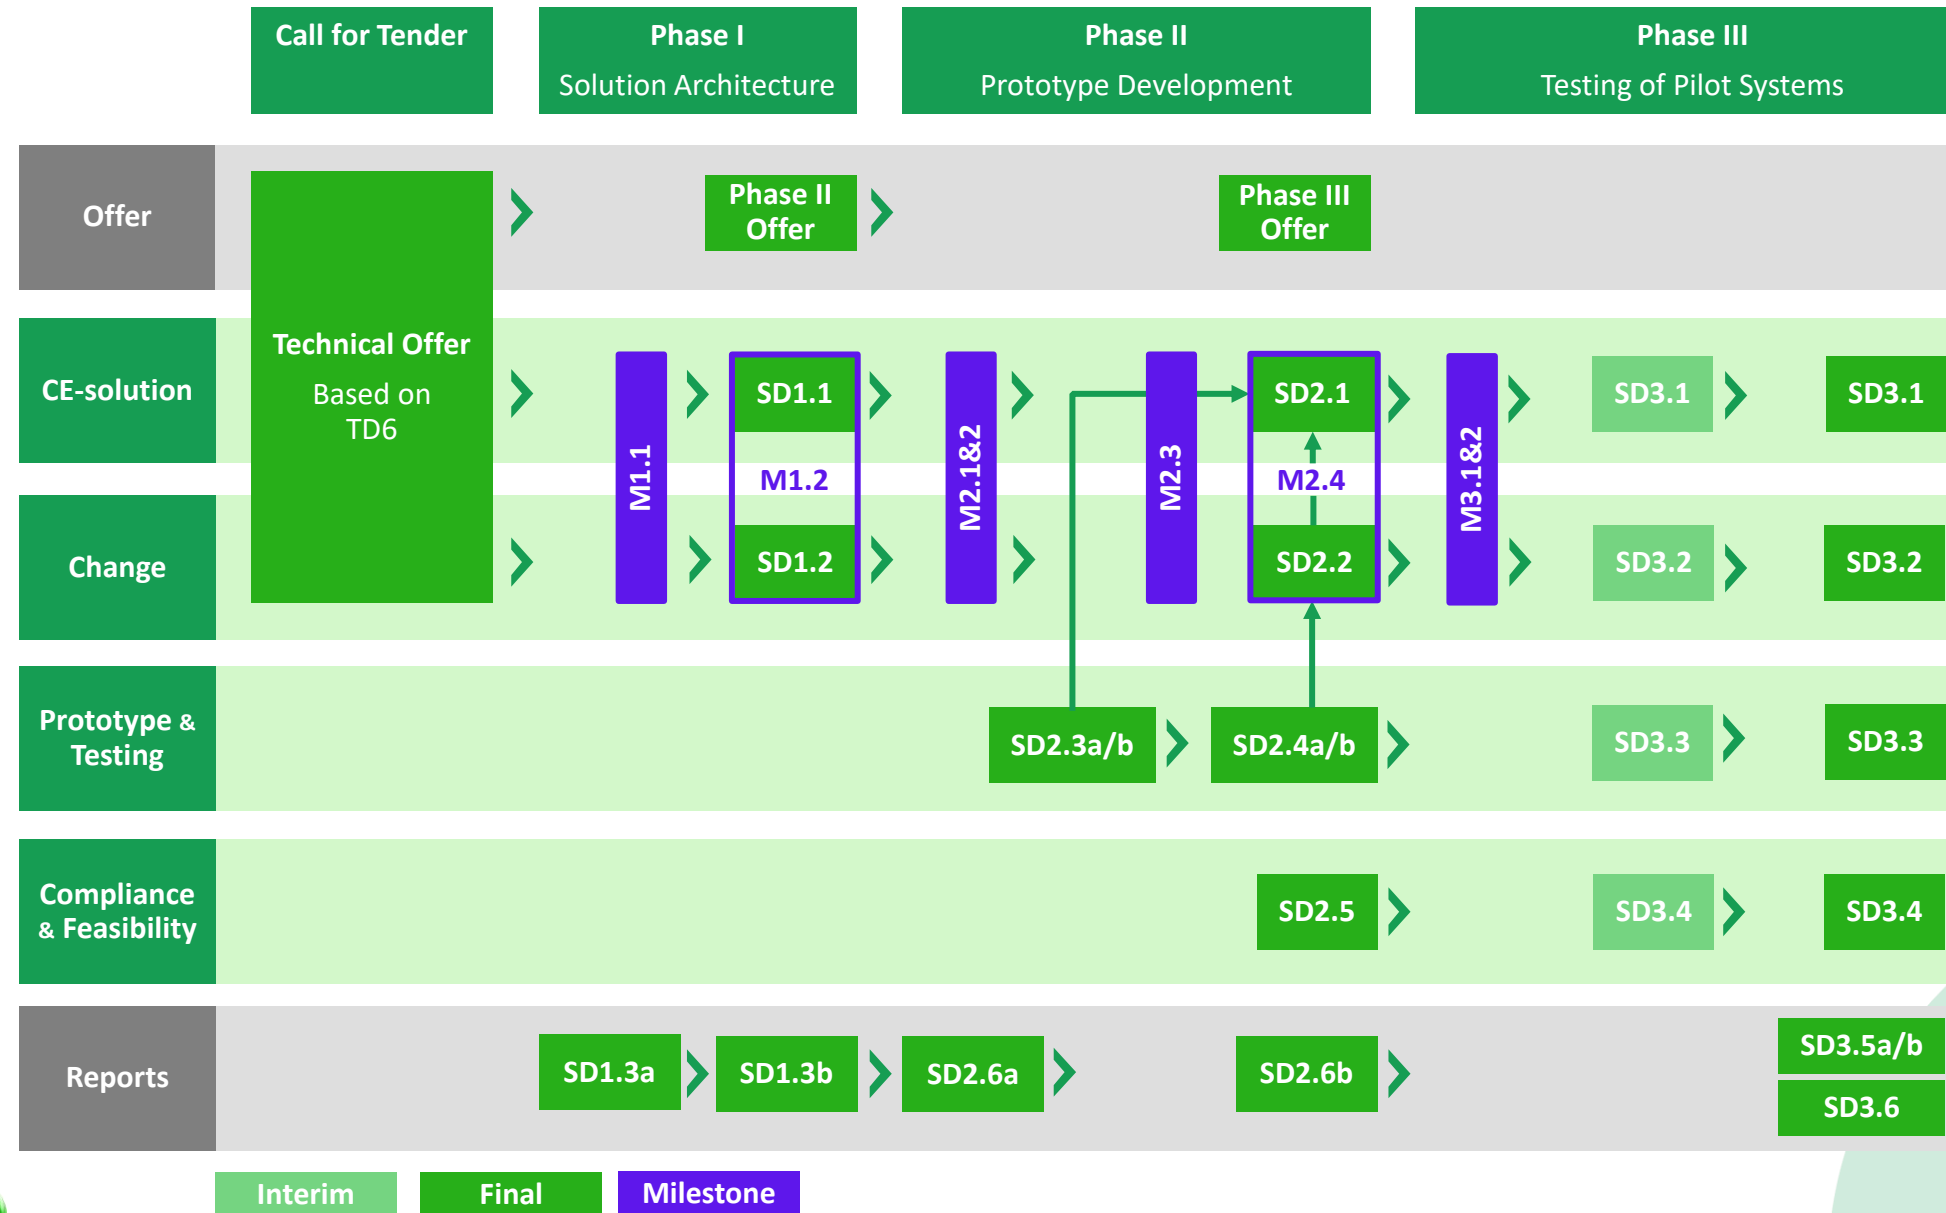 Call for Tender
Phase I
Solution Architecture
Phase II
Prototype Development
Phase III
Testing of Pilot Systems
Offer
Phase II
Offer
Phase III
Offer
Technical Offer
Based on
TD6
CE-solution
M1.1
SD1.1
M1.2
SD1.2
M2.1&2
M2.3
SD2.1
M2.4
SD2.2
M3.1&2
SD3.1
SD3.1
Change
SD3.2
SD3.2
Prototype &
Testing
SD2.3a/b
SD2.4a/b
SD3.3
SD3.3
Compliance
& Feasibility
SD2.5
SD3.4
SD3.4
Reports
SD1.3a
SD1.3b
SD2.6a
SD2.6b
SD3.5a/b
SD3.6
Interim
Final
Milestone